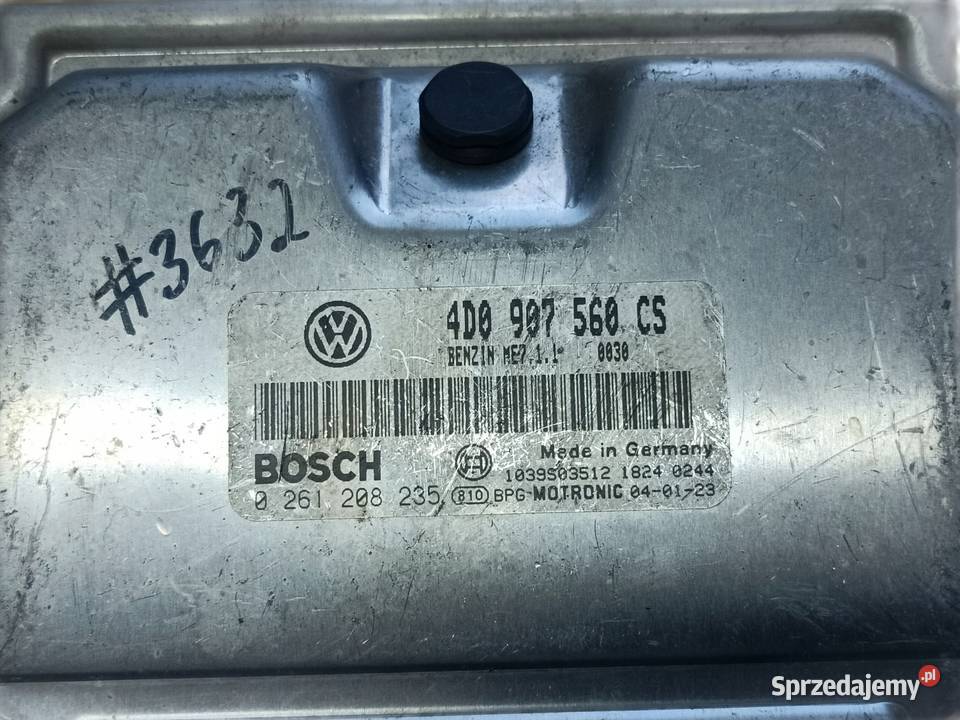 #3632
4D0 907 560 CS
BENZIN ME7.1.1 0030
BOSCH
Made in Germany
1039S03512 1824 0244
0 261 208 235 810 BPG-MOTRONIC 04-01-23
Sprzedajemy.pl